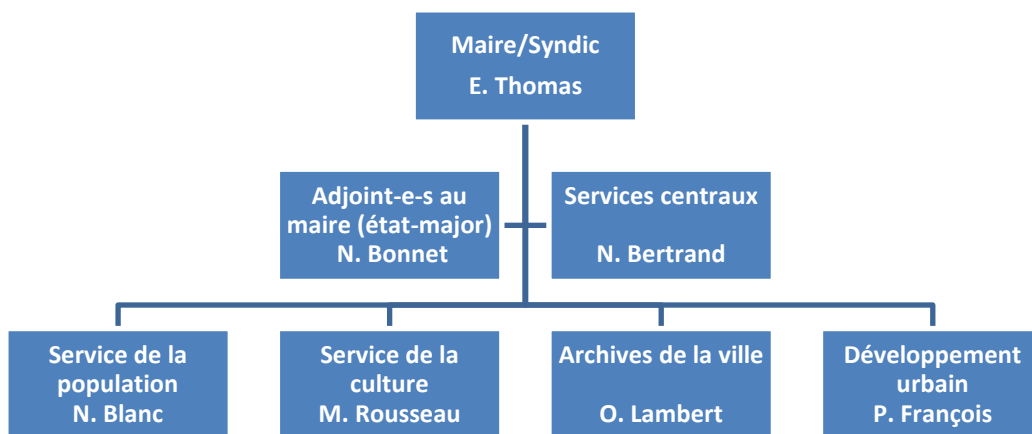 Maire/Syndic
E. Thomas
Adjoint-e-s au
maire (état-major)
N. Bonnet
Services centraux
N. Bertrand
Service de la
population
N. Blanc
Service de la
culture
M. Rousseau
Archives de la ville
O. Lambert
Développement
urbain
P. François